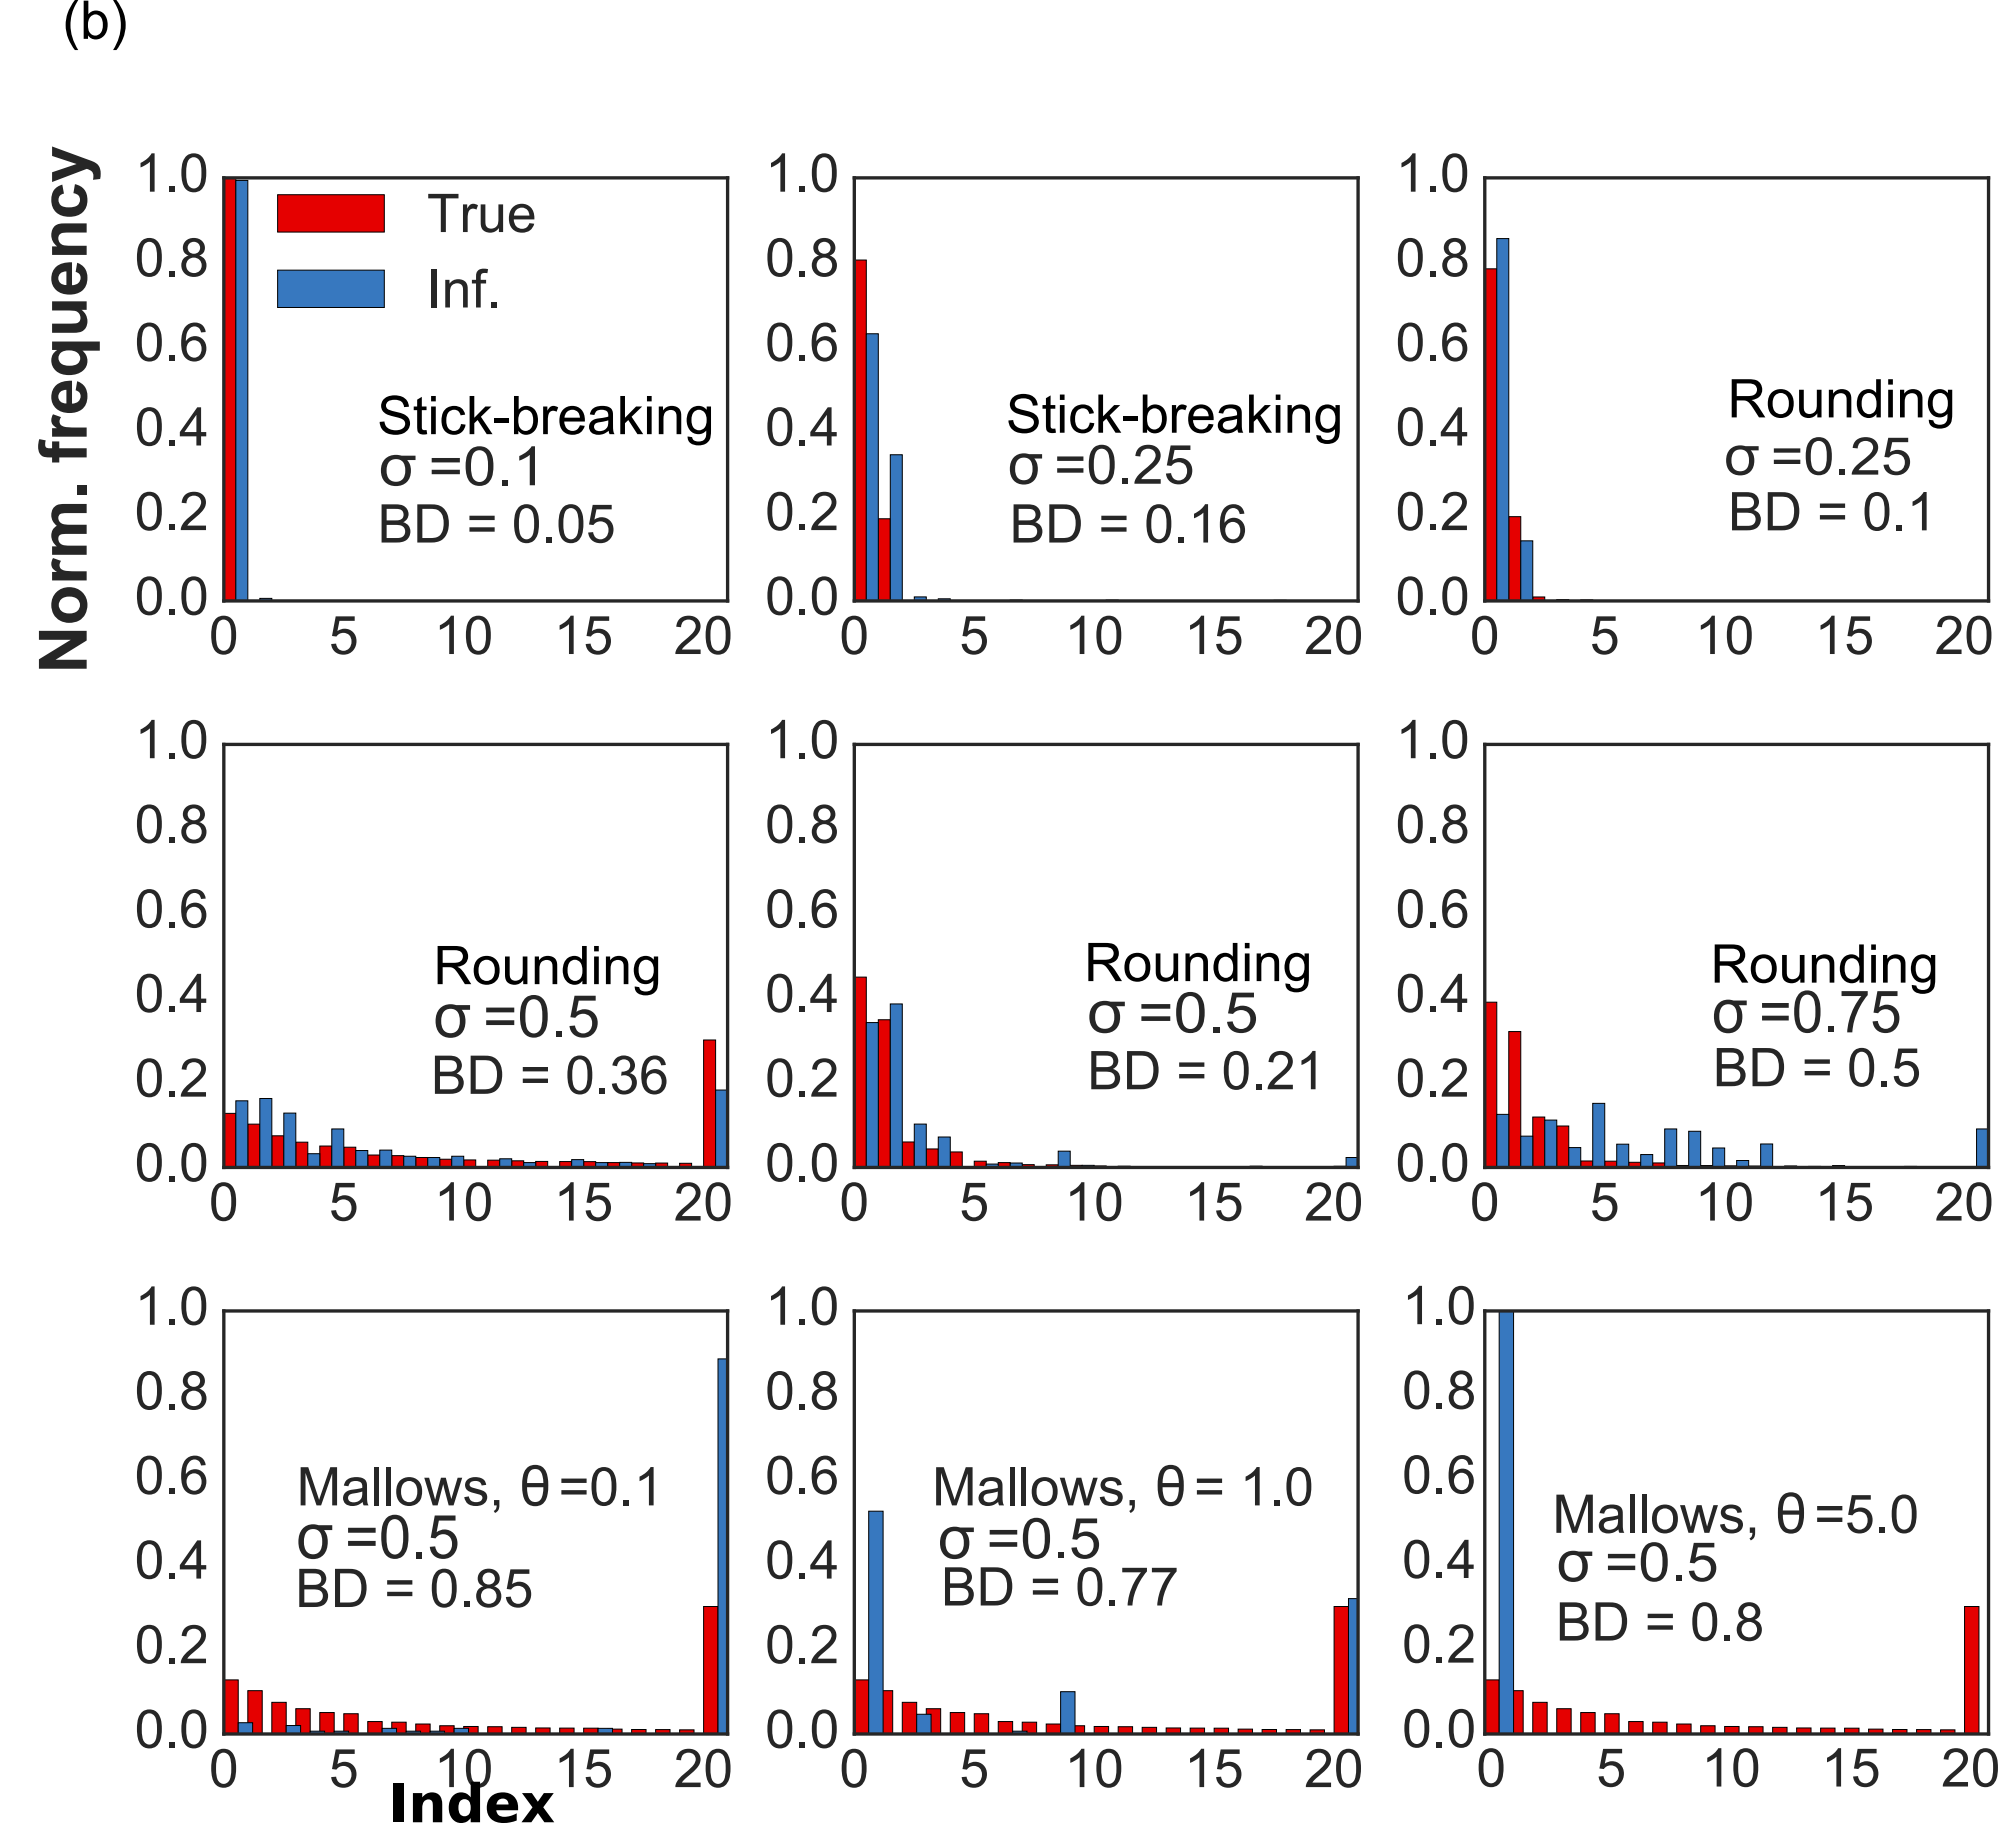 (b)
Norm. frequency
1.0
0.8
0.6
0.4
0.2
0.0
0 5 10 15 20
True
Inf.
Stick-breaking
σ =0.1
BD = 0.05
1.0
0.8
0.6
0.4
0.2
0.0
0 5 10 15 20
Stick-breaking
σ =0.25
BD = 0.16
1.0
0.8
0.6
0.4
0.2
0.0
0 5 10 15 20
Rounding
σ =0.25
BD = 0.1
1.0
0.8
0.6
0.4
0.2
0.0
0 5 10 15 20
Rounding
σ =0.5
BD = 0.36
1.0
0.8
0.6
0.4
0.2
0.0
0 5 10 15 20
Rounding
σ =0.5
BD = 0.21
1.0
0.8
0.6
0.4
0.2
0.0
0 5 10 15 20
Rounding
σ =0.75
BD = 0.5
1.0
0.8
0.6
0.4
0.2
0.0
0 5 10 15 20
Mallows, θ =0.1
σ =0.5
BD = 0.85
1.0
0.8
0.6
0.4
0.2
0.0
0 5 10 15 20
Mallows, θ = 1.0
σ =0.5
BD = 0.77
1.0
0.8
0.6
0.4
0.2
0.0
0 5 10 15 20
Mallows, θ =5.0
σ =0.5
BD = 0.8
Index